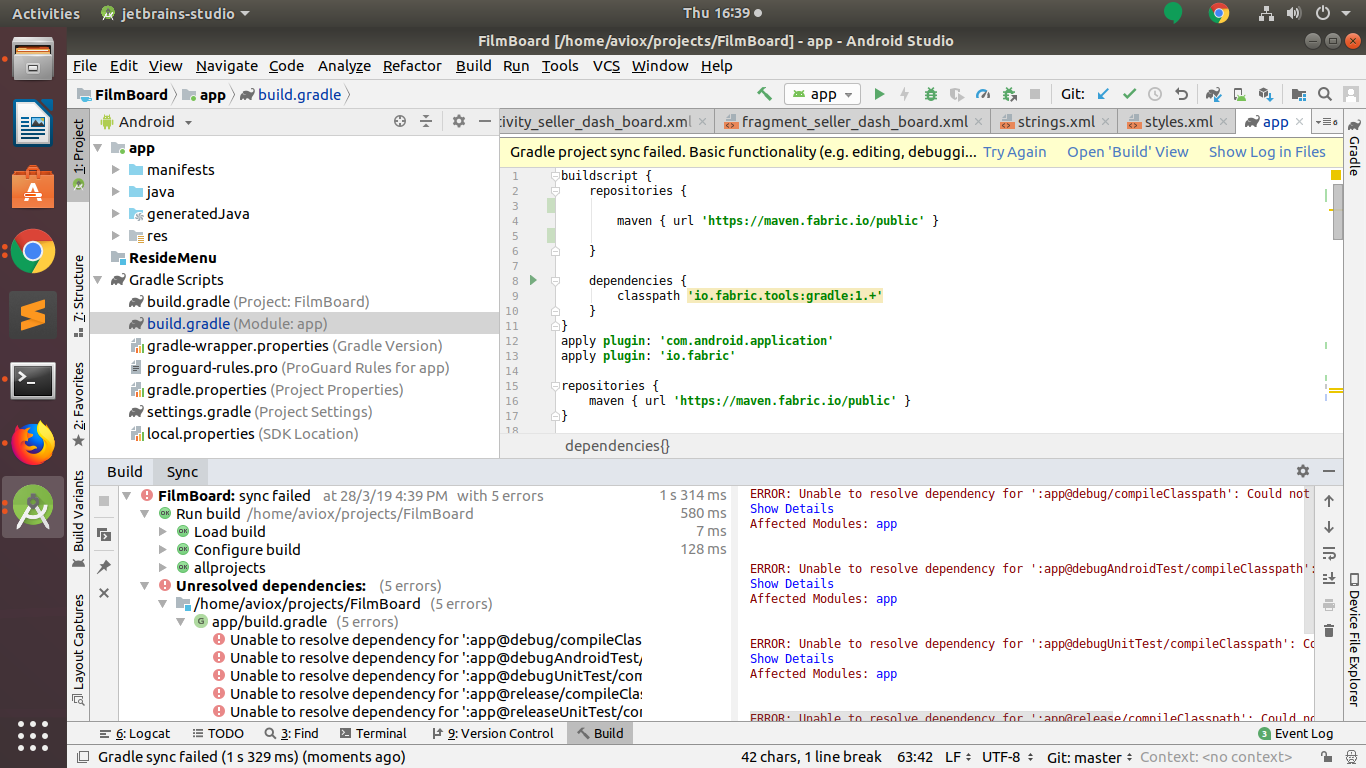 Activities jetbrains-studio Thu 16:39
FilmBoard [/home/aviox/projects/FilmBoard] - app - Android Studio
File Edit View Navigate Code Analyze Refactor Build Run Tools VCS Window Help
FilmBoard app build.gradle app Git:
1: Project
7: Structure
2: Favorites
Build Variants
Layout Captures
Android
app
manifests
java
generatedJava
res
ResideMenu
Gradle Scripts
build.gradle (Project: FilmBoard)
build.gradle (Module: app)
gradle-wrapper.properties (Gradle Version)
proguard-rules.pro (ProGuard Rules for app)
gradle.properties (Project Properties)
settings.gradle (Project Settings)
local.properties (SDK Location)
tivity_seller_dash_board.xml fragment_seller_dash_board.xml strings.xml styles.xml app 6
Gradle project sync failed. Basic functionality (e.g. editing, debuggi... Try Again Open 'Build' View Show Log in Files
1 buildscript {
2 repositories {
3
4 maven { url 'https://maven.fabric.io/public' }
5
6 }
7
8 dependencies {
9 classpath 'io.fabric.tools:gradle:1.+'
10 }
11 }
12 apply plugin: 'com.android.application'
13 apply plugin: 'io.fabric'
14
15 repositories {
16 maven { url 'https://maven.fabric.io/public' }
17 }
18
dependencies{}
Gradle
Device File Explorer
Build Sync
FilmBoard: sync failed at 28/3/19 4:39 PM with 5 errors 1 s 314 ms
Run build /home/aviox/projects/FilmBoard 580 ms
Load build 7 ms
Configure build 128 ms
allprojects
Unresolved dependencies: (5 errors)
/home/aviox/projects/FilmBoard (5 errors)
app/build.gradle (5 errors)
Unable to resolve dependency for ':app@debug/compileClas
Unable to resolve dependency for ':app@debugAndroidTest/
Unable to resolve dependency for ':app@debugUnitTest/com
Unable to resolve dependency for ':app@release/compileClas
Unable to resolve dependency for ':app@releaseUnitTest/cor
ERROR: Unable to resolve dependency for ':app@debug/compileClasspath': Could not
Show Details
Affected Modules: app
ERROR: Unable to resolve dependency for ':app@debugAndroidTest/compileClasspath':
Show Details
Affected Modules: app
ERROR: Unable to resolve dependency for ':app@debugUnitTest/compileClasspath': Co
Show Details
Affected Modules: app
ERROR: Unable to resolve dependency for ':app@release/compileClasspath': Could no
6: Logcat TODO 3: Find Terminal 9: Version Control Build 3 Event Log
Gradle sync failed (1 s 329 ms) (moments ago) 42 chars, 1 line break 63:42 LF UTF-8 Git: master Context: <no context>